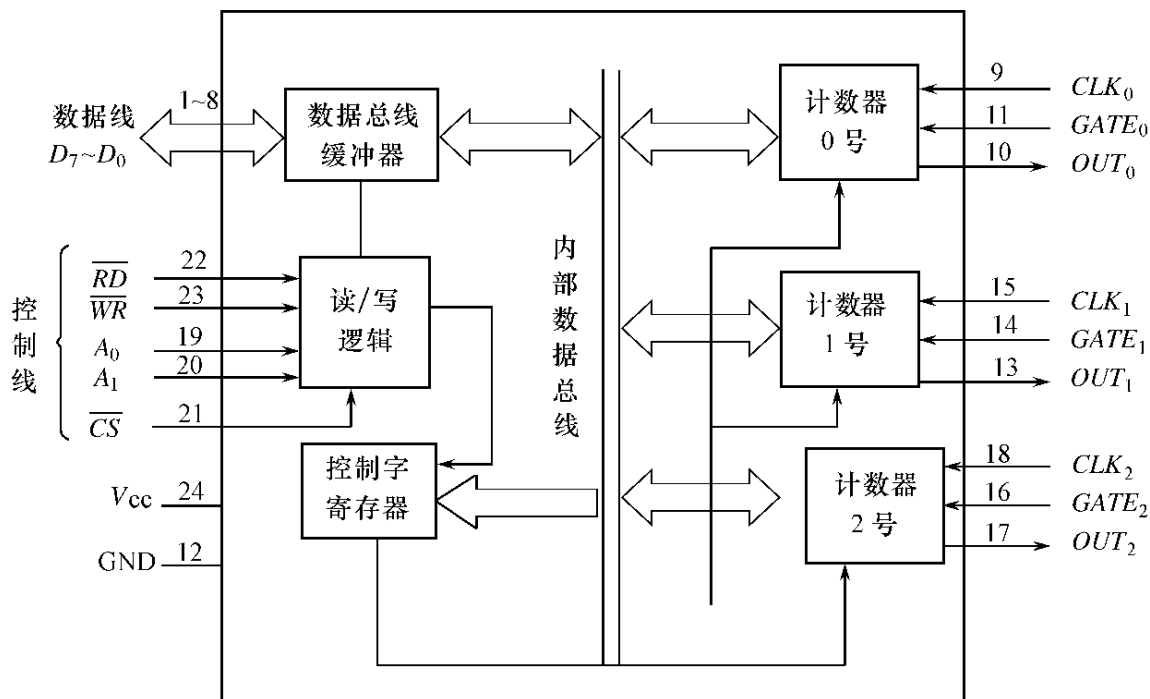 数据线
D₇~D₀
1~8
数据总线
缓冲器
控制线
R̅D̅
22
W̅R̅
23
A₀
19
A₁
20
C̅S̅
21
读/写
逻辑
控制字
寄存器
Vcc
24
GND
12
内部数据总线
计数器
0 号
9
CLK₀
11
GATE₀
10
OUT₀
计数器
1 号
15
CLK₁
14
GATE₁
13
OUT₁
计数器
2 号
18
CLK₂
16
GATE₂
17
OUT₂